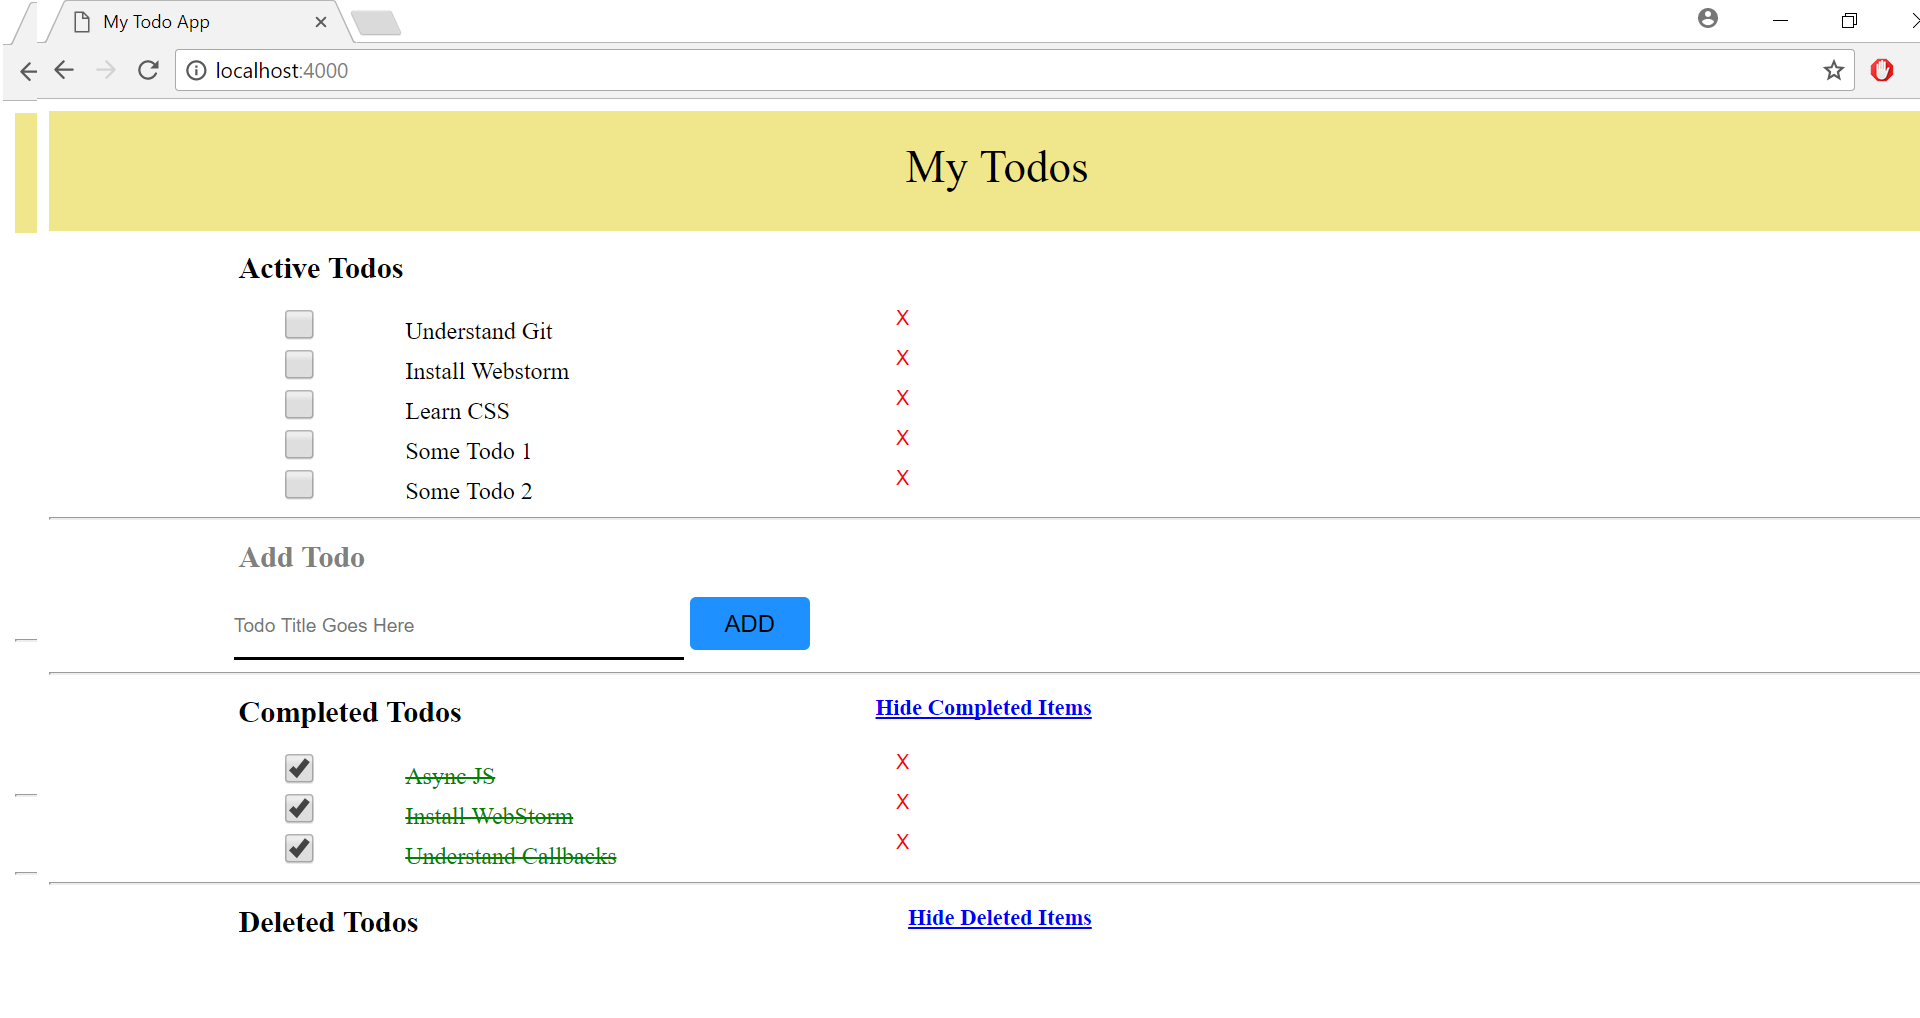 My Todo App
localhost:4000
My Todos
Active Todos
Understand Git X
Install Webstorm X
Learn CSS X
Some Todo 1 X
Some Todo 2 X
Add Todo
Todo Title Goes Here ADD
Completed Todos Hide Completed Items
Async JS X
Install WebStorm X
Understand Callbacks X
Deleted Todos Hide Deleted Items